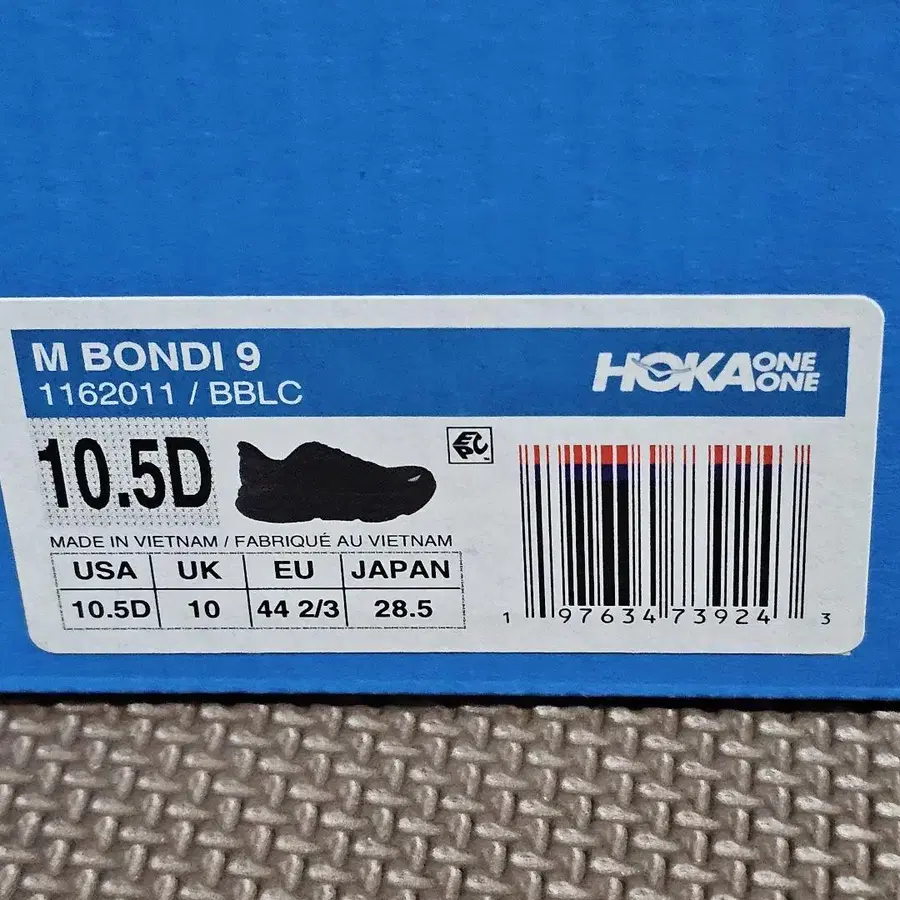 M BONDI 9
1162011 / BBLC
HOKA ONE ONE
10.5D
EPC
MADE IN VIETNAM / FABRIQUÉ AU VIETNAM
USA UK EU JAPAN
10.5D 10 44 2/3 28.5
1 97634 73924 3